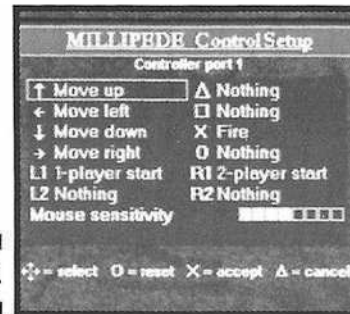 MILLIPEDE Control Setup
Controller port 1
↑ Move up Δ Nothing
← Move left □ Nothing
↓ Move down X Fire
→ Move right O Nothing
L1 1-player start R1 2-player start
L2 Nothing R2 Nothing
Mouse sensitivity
= select O = reset X = accept Δ = cancel